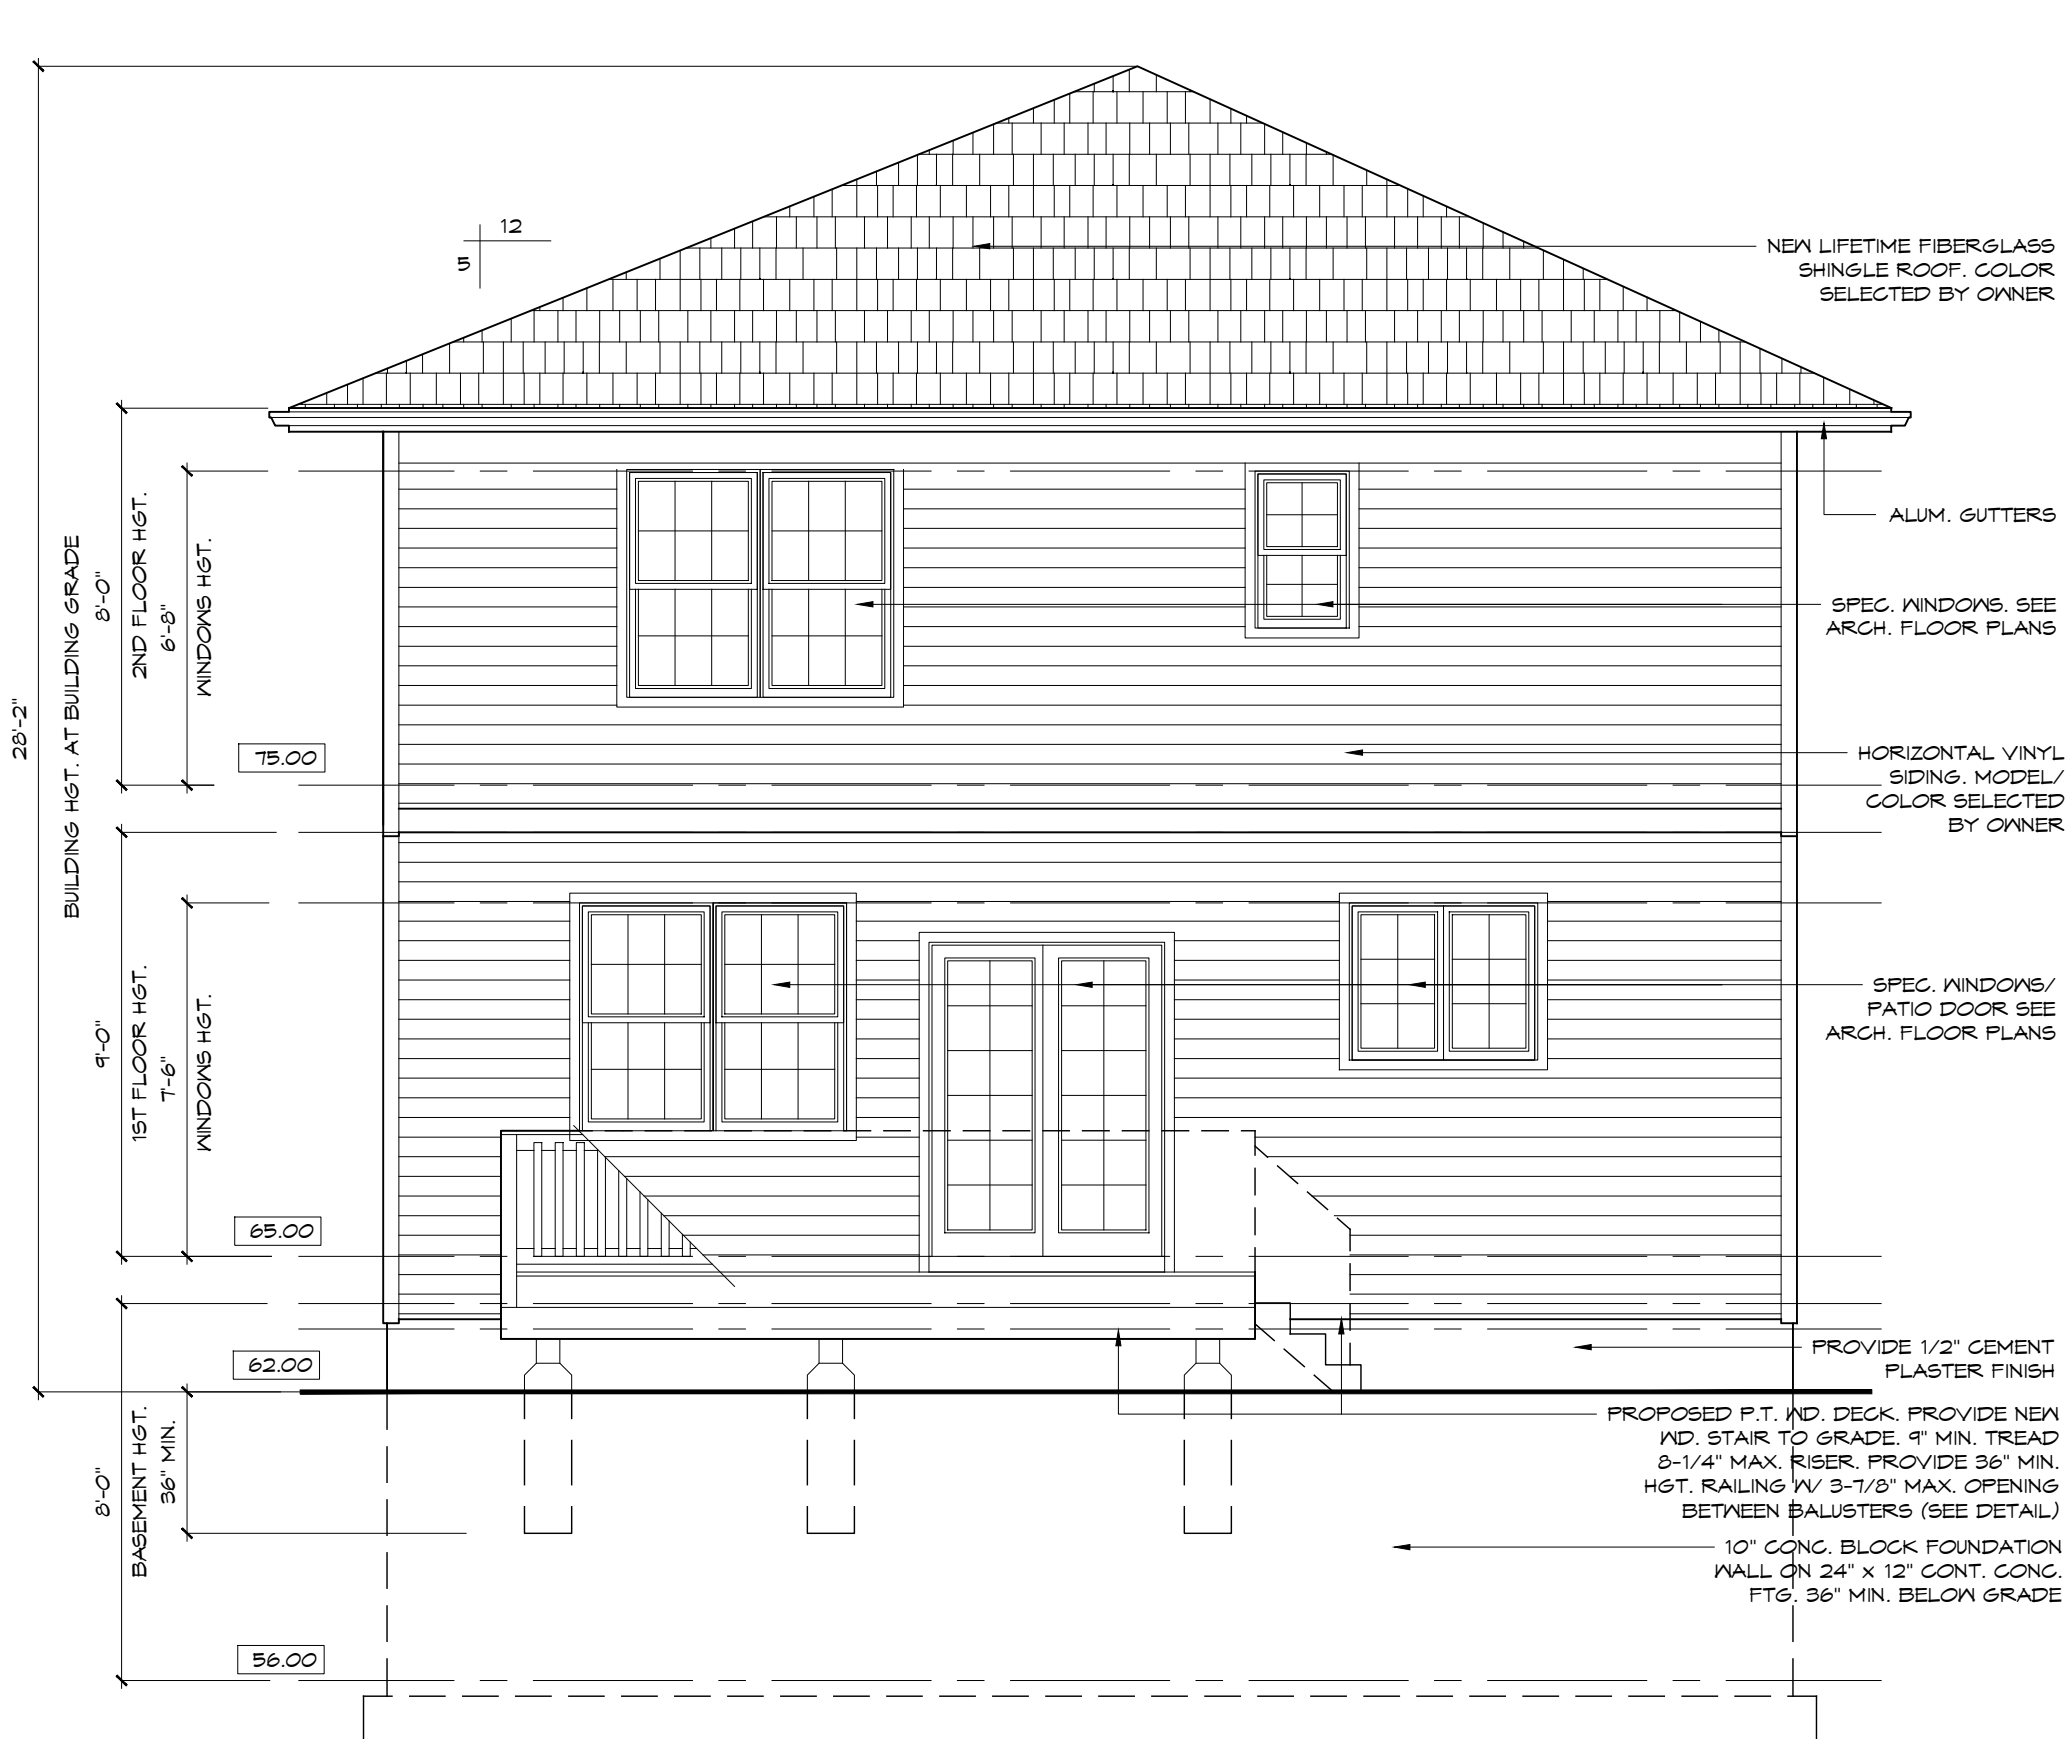 12
5
NEW LIFETIME FIBERGLASS
SHINGLE ROOF. COLOR
SELECTED BY OWNER
ALUM. GUTTERS
SPEC. WINDOWS. SEE
ARCH. FLOOR PLANS
HORIZONTAL VINYL
SIDING. MODEL/
COLOR SELECTED
BY OWNER
SPEC. WINDOWS/
PATIO DOOR SEE
ARCH. FLOOR PLANS
PROVIDE 1/2" CEMENT
PLASTER FINISH
PROPOSED P.T. WD. DECK. PROVIDE NEW
WD. STAIR TO GRADE. 9" MIN. TREAD
8-1/4" MAX. RISER. PROVIDE 36" MIN.
HGT. RAILING W/ 3-7/8" MAX. OPENING
BETWEEN BALUSTERS (SEE DETAIL)
10" CONC. BLOCK FOUNDATION
WALL ON 24" x 12" CONT. CONC.
FTG. 36" MIN. BELOW GRADE
28'-2"
BUILDING HGT. AT BUILDING GRADE
8'-0"
2ND FLOOR HGT.
6'-8"
WINDOWS HGT.
75.00
9'-0"
1ST FLOOR HGT.
7'-6"
WINDOWS HGT.
65.00
62.00
8'-0"
BASEMENT HGT.
36" MIN.
56.00